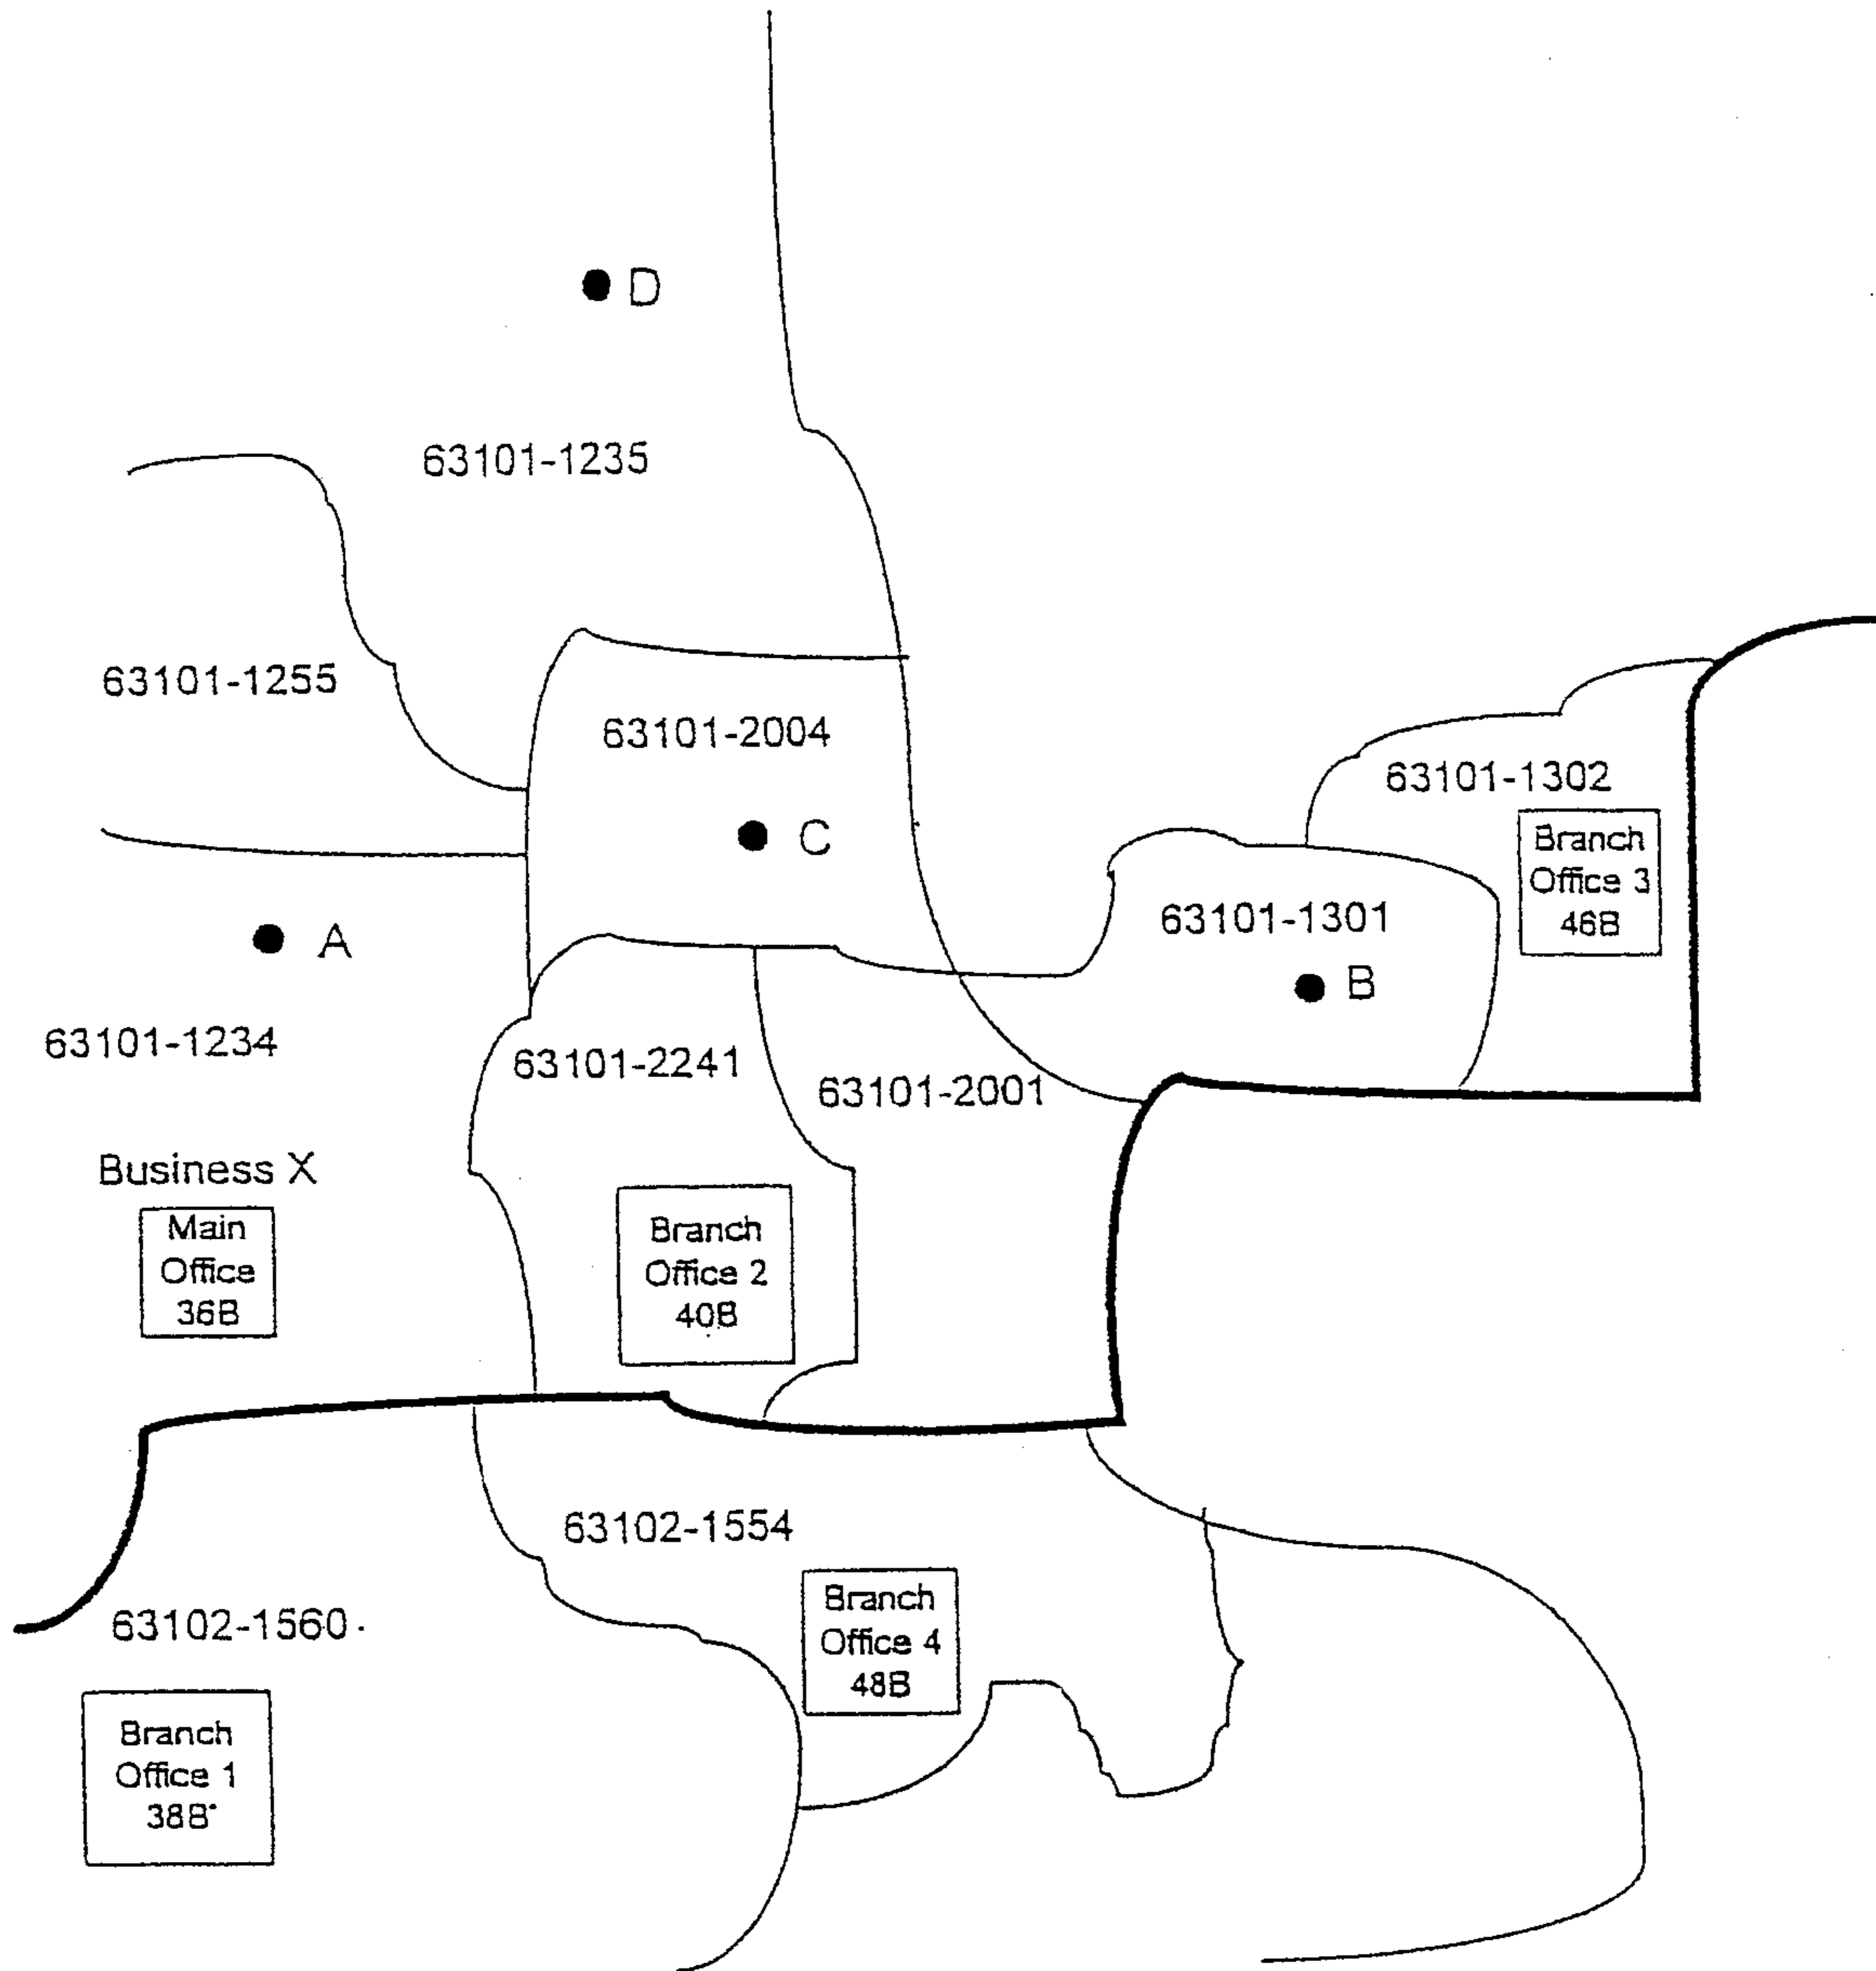 D
63101-1235
63101-1255
63101-2004
63101-1302
C
Branch
Office 3
46B
63101-1301
A
B
63101-1234
63101-2241
63101-2001
Business X
Main
Office
36B
Branch
Office 2
40B
63102-1554
63102-1560
Branch
Office 4
48B
Branch
Office 1
38B